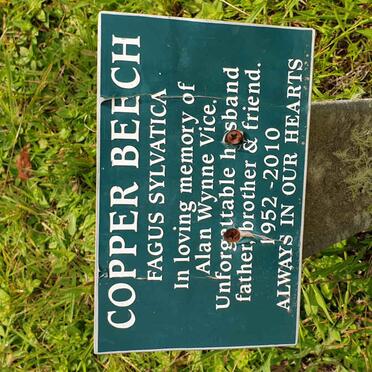 COPPER BEECH
FAGUS SYLVATICA
In loving memory of
Alan Wynne Vice.
Unforgettable husband
father, brother & friend.
1952 -2010
ALWAYS IN OUR HEARTS